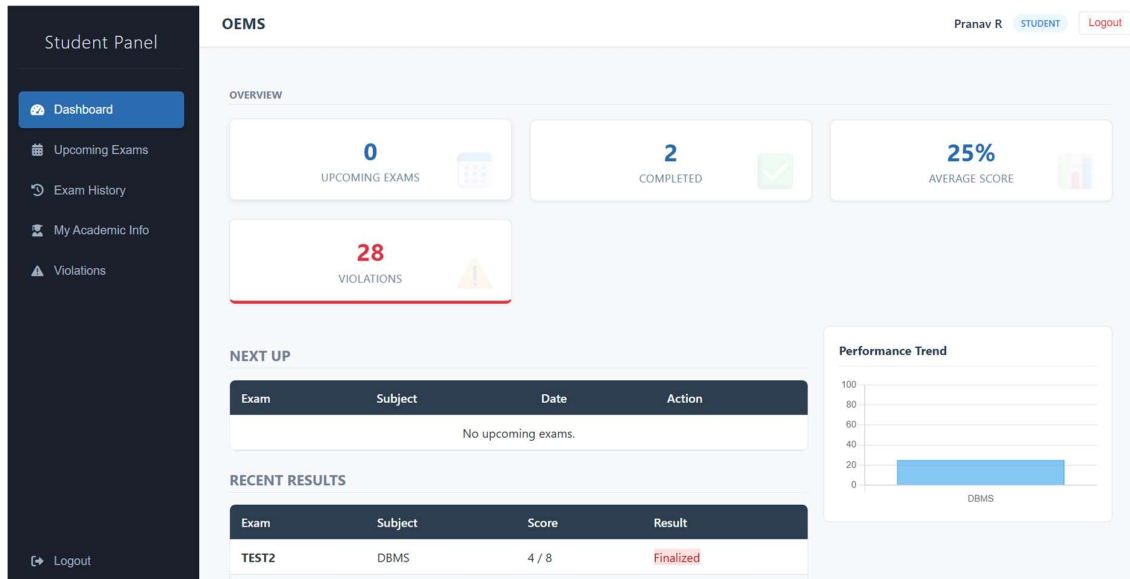 Student Panel
Dashboard
Upcoming Exams
Exam History
My Academic Info
Violations
Logout
OEMS
Pranav R STUDENT Logout
OVERVIEW
0
UPCOMING EXAMS
2
COMPLETED
25%
AVERAGE SCORE
28
VIOLATIONS
NEXT UP
Exam Subject Date Action
No upcoming exams.
RECENT RESULTS
Exam Subject Score Result
TEST2 DBMS 4 / 8 Finalized
Performance Trend
100
80
60
40
20
0
DBMS